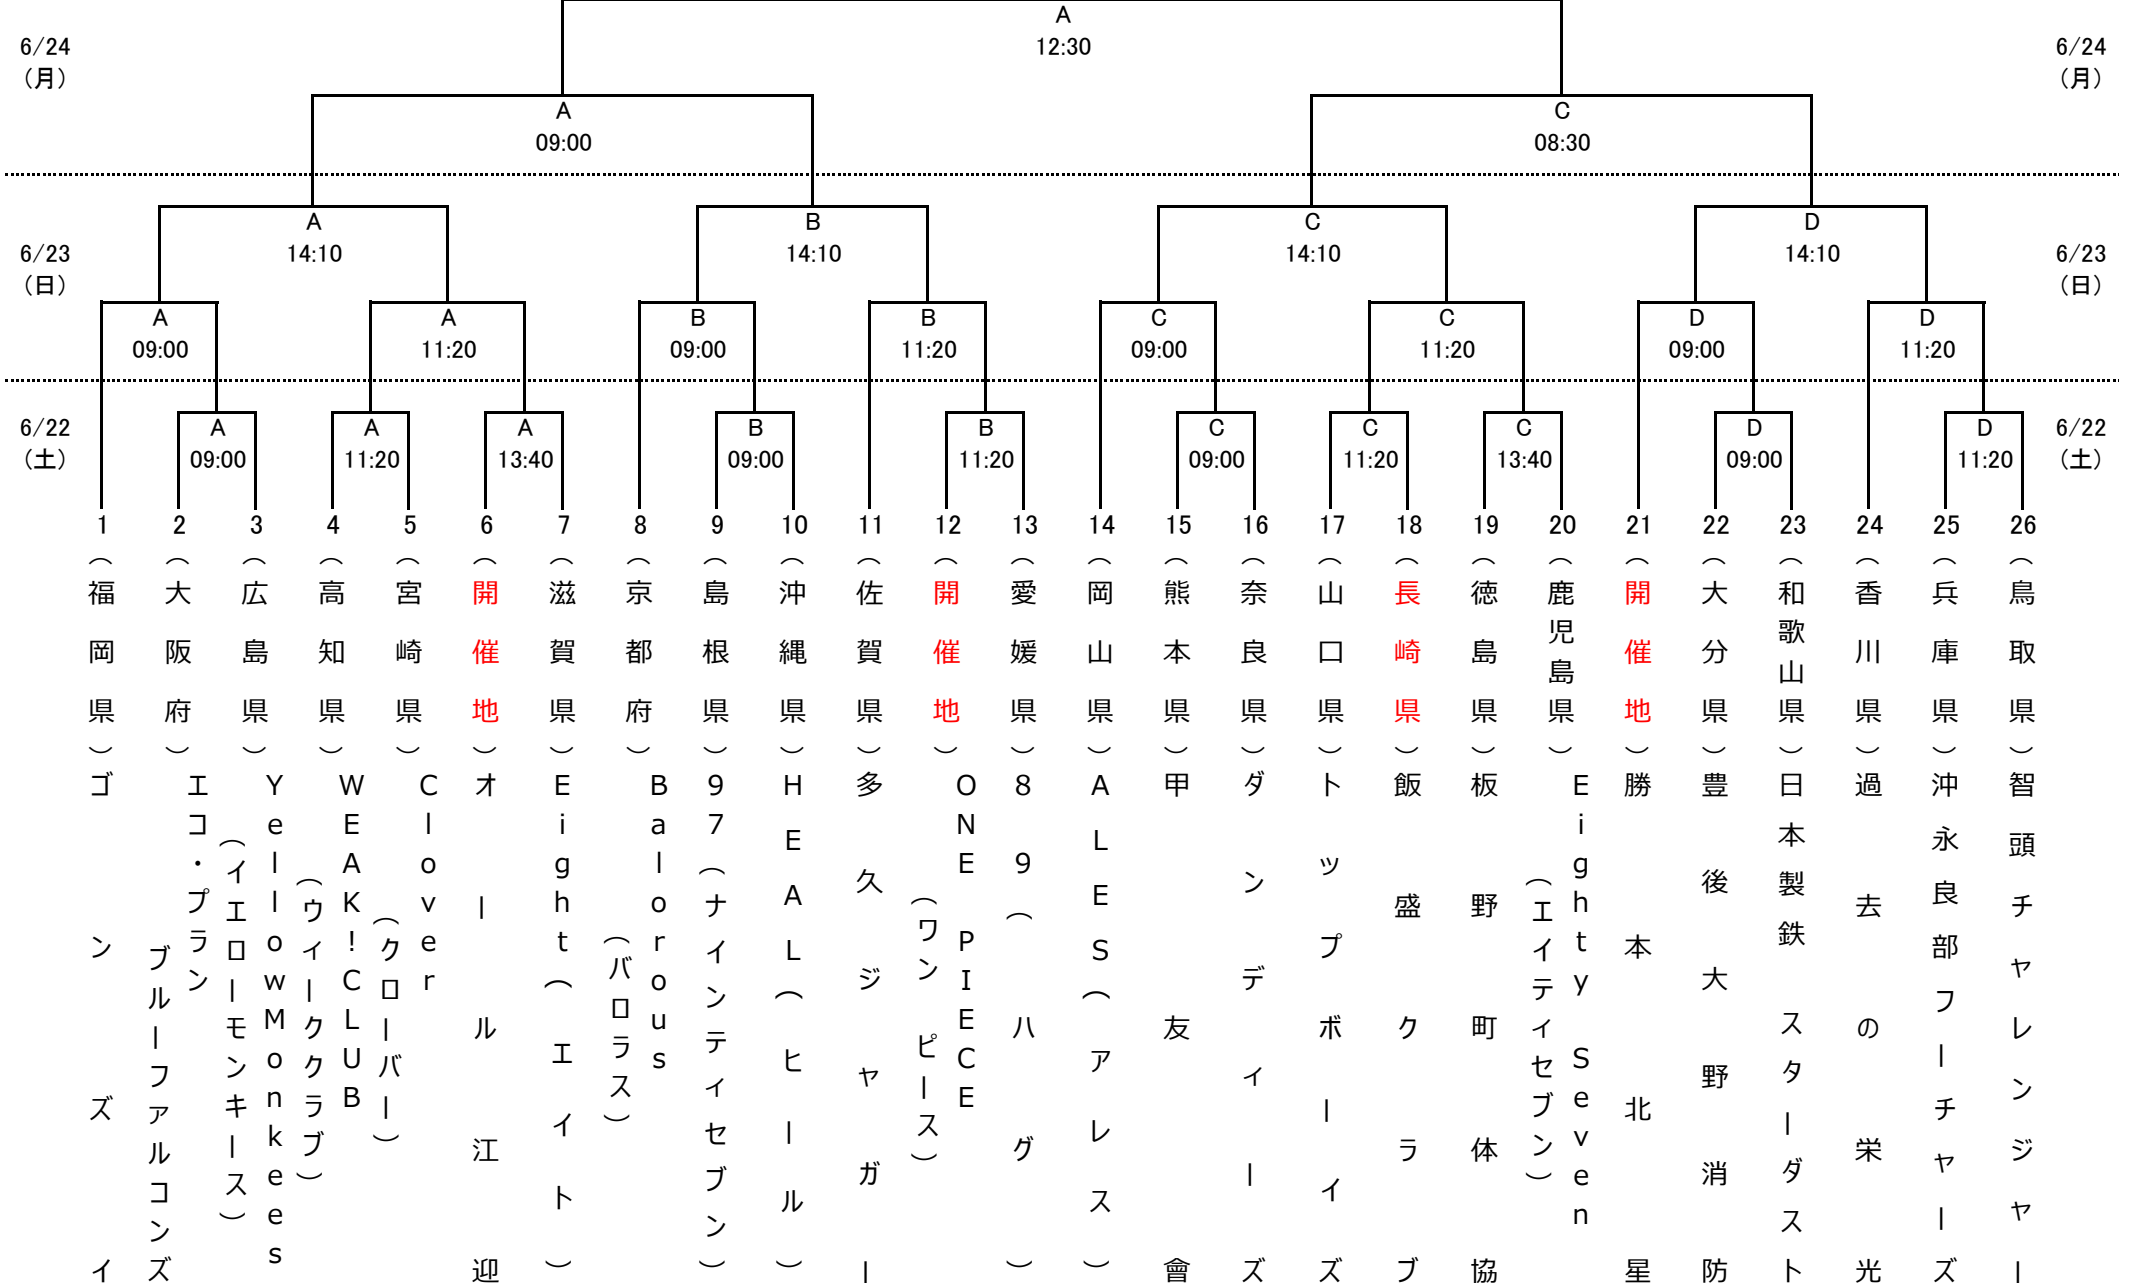 A
12:30
6/24
（月）
6/24
（月）
A
09:00
C
08:30
A
14:10
B
14:10
C
14:10
D
14:10
6/23
（日）
6/23
（日）
A
09:00
A
11:20
B
09:00
B
11:20
C
09:00
C
11:20
D
09:00
D
11:20
6/22
（土）
6/22
（土）
A
09:00
A
11:20
A
13:40
B
09:00
B
11:20
C
09:00
C
11:20
C
13:40
D
09:00
D
11:20
1
（福岡県）
ゴンズイ
2
（大阪府）
エコ・プラン
ブルーファルコンズ
3
（広島県）
YellowMonkees
（イエローモンキース）
4
（高知県）
WEAK!CLUB
（ウィーククラブ）
5
（宮崎県）
Clover
（クローバー）
6
（開催地）
オール江迎
7
（滋賀県）
Eight（エイト）
8
（京都府）
Balorous
（バロラス）
9
（島根県）
97（ナインティセブン）
10
（沖縄県）
HEAL（ヒール）
11
（佐賀県）
多久ジャガー
12
（開催地）
ONE PIECE
（ワン ピース）
13
（愛媛県）
89（ハグ）
14
（岡山県）
ALES（アレス）
15
（熊本県）
甲友會
16
（奈良県）
ダンディーズ
17
（山口県）
トップボーイズ
18
（長崎県）
飯盛クラブ
19
（徳島県）
板野町体協
20
（鹿児島県）
Eighty Seven
（エイティセブン）
21
（開催地）
勝本北星
22
（大分県）
豊後大野消防
23
（和歌山県）
日本製鉄 スターダスト
24
（香川県）
過去の栄光
25
（兵庫県）
沖永良部フーチャーズ
26
（鳥取県）
智頭チャレンジャー